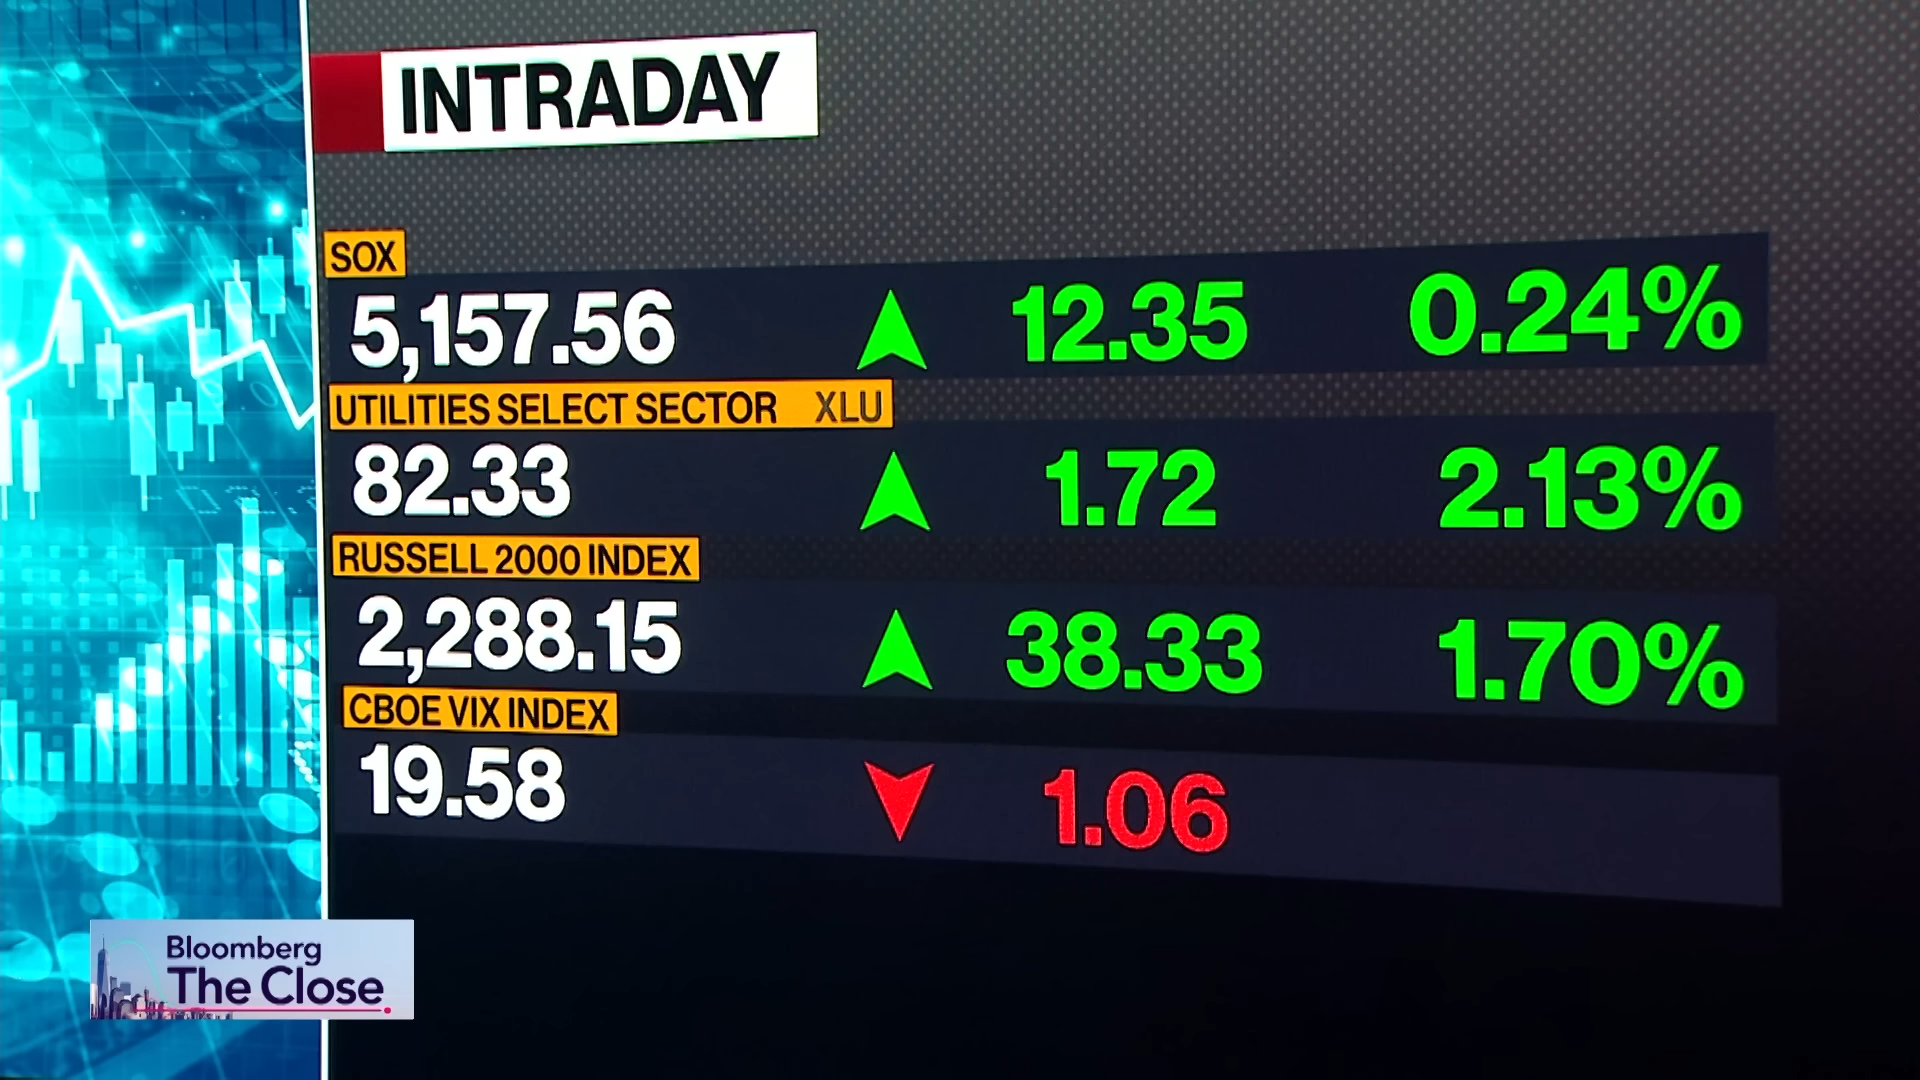 INTRADAY
SOX
5,157.56 12.35 0.24%
UTILITIES SELECT SECTOR XLU
82.33 1.72 2.13%
RUSSELL 2000 INDEX
2,288.15 38.33 1.70%
CBOE VIX INDEX
19.58 1.06
Bloomberg
The Close